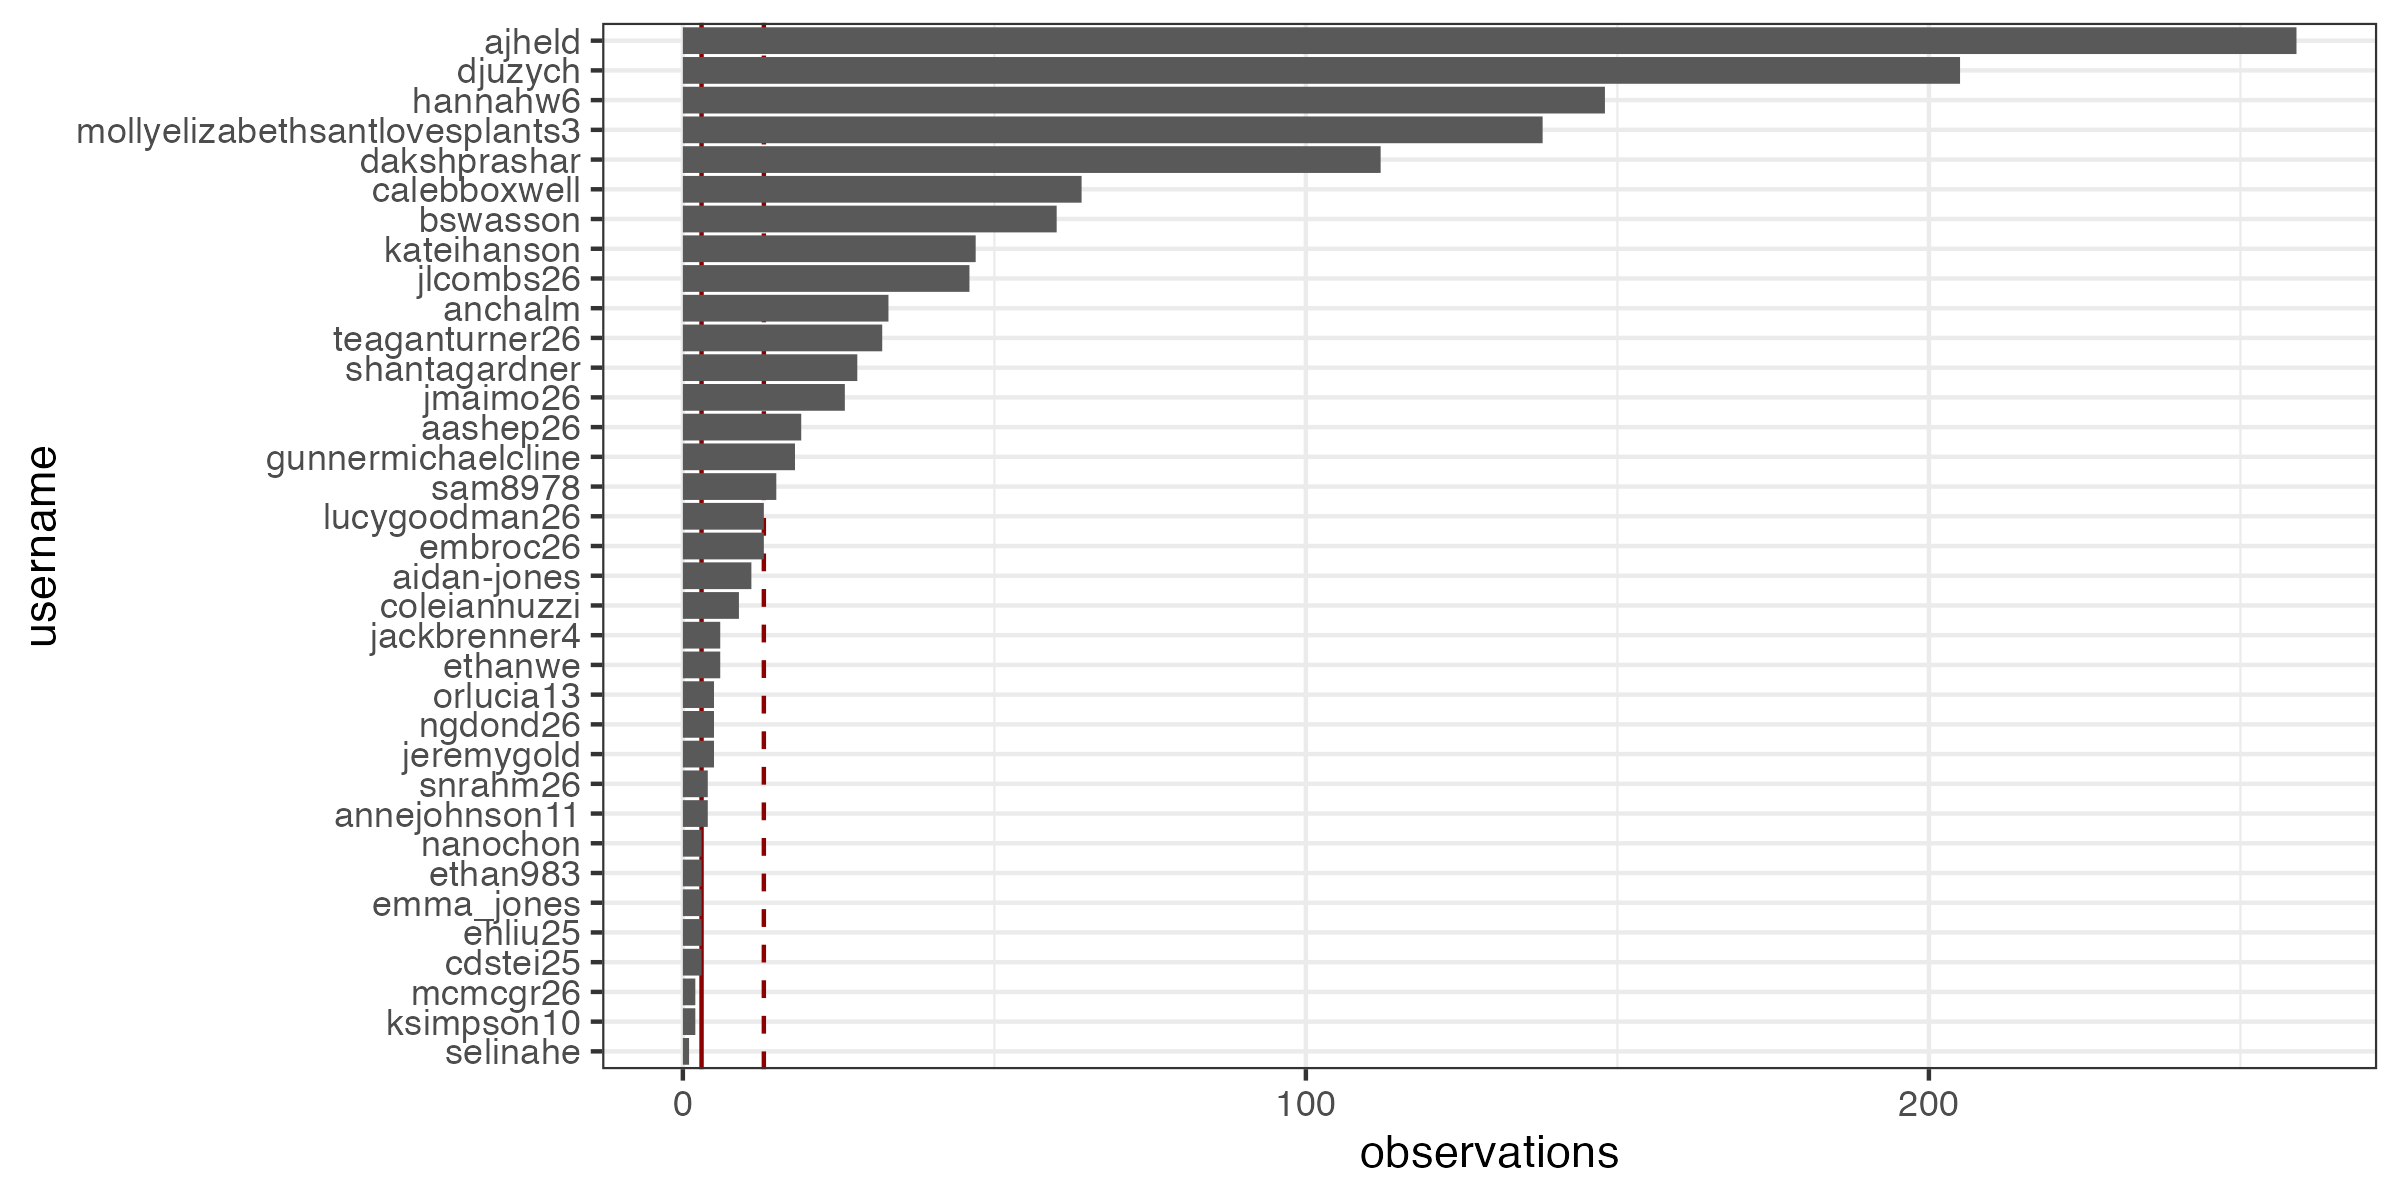 ajheld
djuzych
hannahw6
mollyelizabethsantlovesplants3
dakshprashar
calebboxwell
bswasson
kateihanson
jlcombs26
anchalm
teaganturner26
shantagardner
jmaimo26
aashep26
gunnermichaelcline
sam8978
lucygoodman26
embroc26
aidan-jones
coleiannuzzi
jackbrenner4
ethanwe
orlucia13
ngdond26
jeremygold
snrahm26
annejohnson11
nanochon
ethan983
emma_jones
ehliu25
cdstei25
mcmcgr26
ksimpson10
selinahe
username
0 100 200
observations